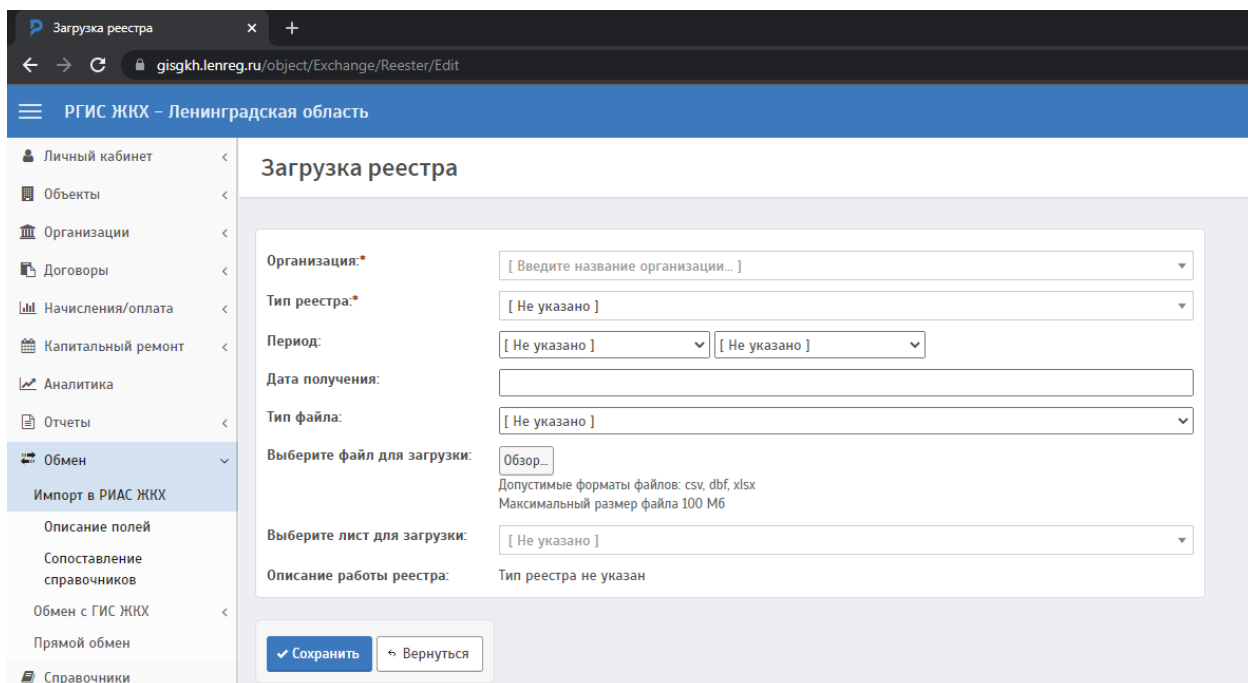 Загрузка реестра
gisgkh.lenreg.ru/object/Exchange/Reester/Edit
РГИС ЖКХ – Ленинградская область
Личный кабинет
Объекты
Организации
Договоры
Начисления/оплата
Капитальный ремонт
Аналитика
Отчеты
Обмен
Импорт в РИАС ЖКХ
Описание полей
Сопоставление
справочников
Обмен с ГИС ЖКХ
Прямой обмен
Справочники
Загрузка реестра
Организация:* [ Введите название организации... ]
Тип реестра:* [ Не указано ]
Период: [ Не указано ] [ Не указано ]
Дата получения:
Тип файла: [ Не указано ]
Выберите файл для загрузки: Обзор...
Допустимые форматы файлов: csv, dbf, xlsx
Максимальный размер файла 100 Мб
Выберите лист для загрузки: [ Не указано ]
Описание работы реестра: Тип реестра не указан
Сохранить Вернуться